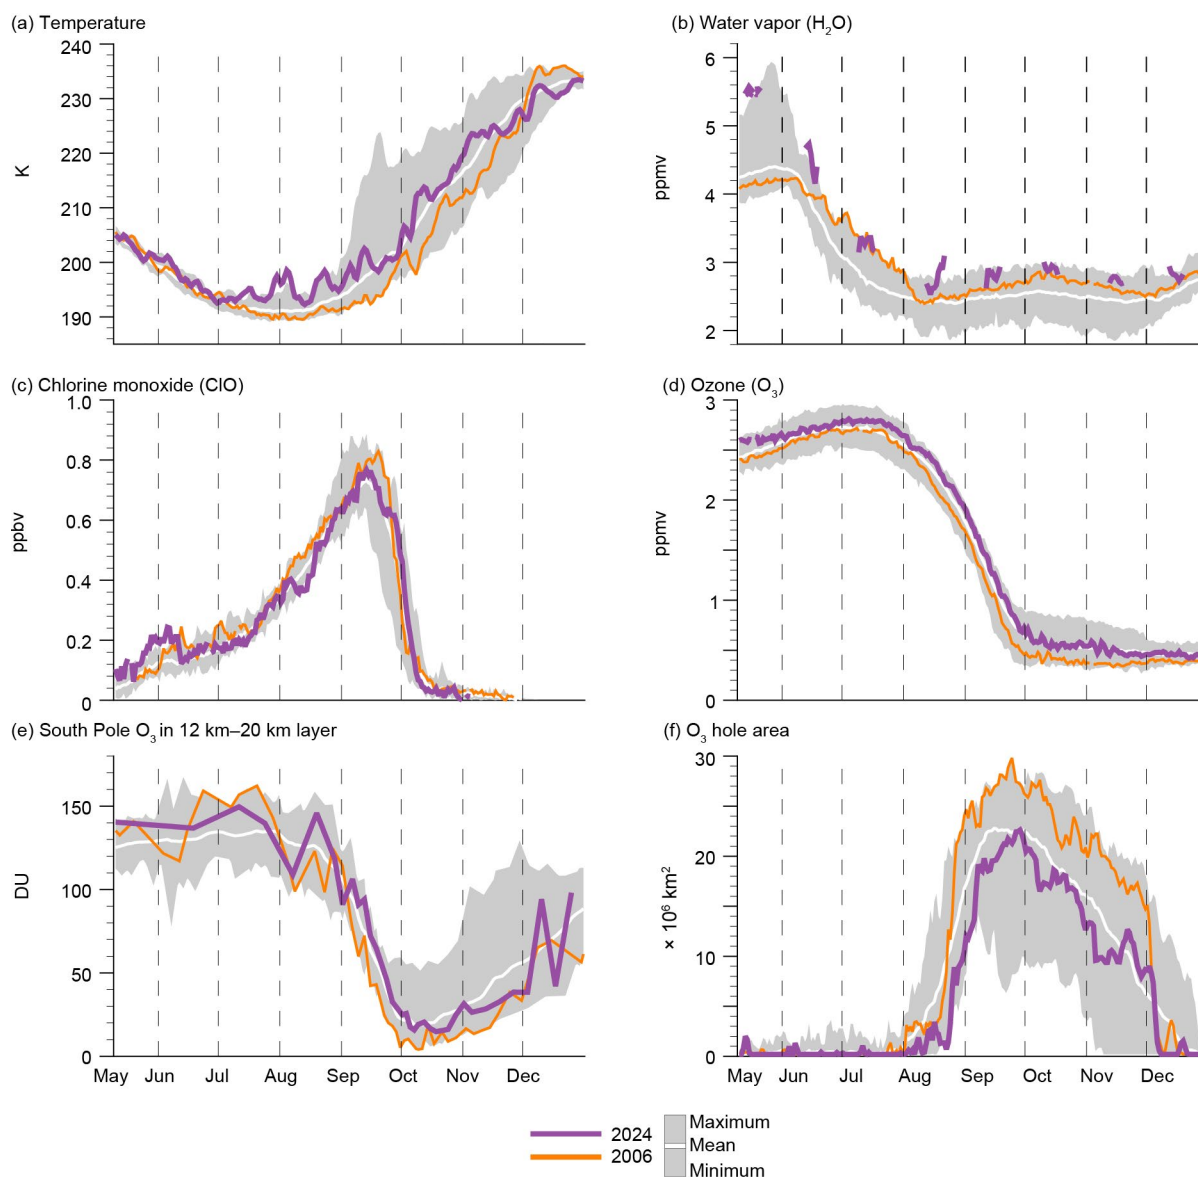 (a) Temperature
240
230
220
210
200
190
K
(b) Water vapor (H₂O)
6
5
4
3
2
ppmv
(c) Chlorine monoxide (ClO)
1.0
0.8
0.6
0.4
0.2
0
ppbv
(d) Ozone (O₃)
3
2
1
0
ppmv
(e) South Pole O₃ in 12 km–20 km layer
150
100
50
0
DU
May Jun Jul Aug Sep Oct Nov Dec
(f) O₃ hole area
30
20
10
0
× 10⁶ km²
May Jun Jul Aug Sep Oct Nov Dec
2024
2006
Maximum
Mean
Minimum